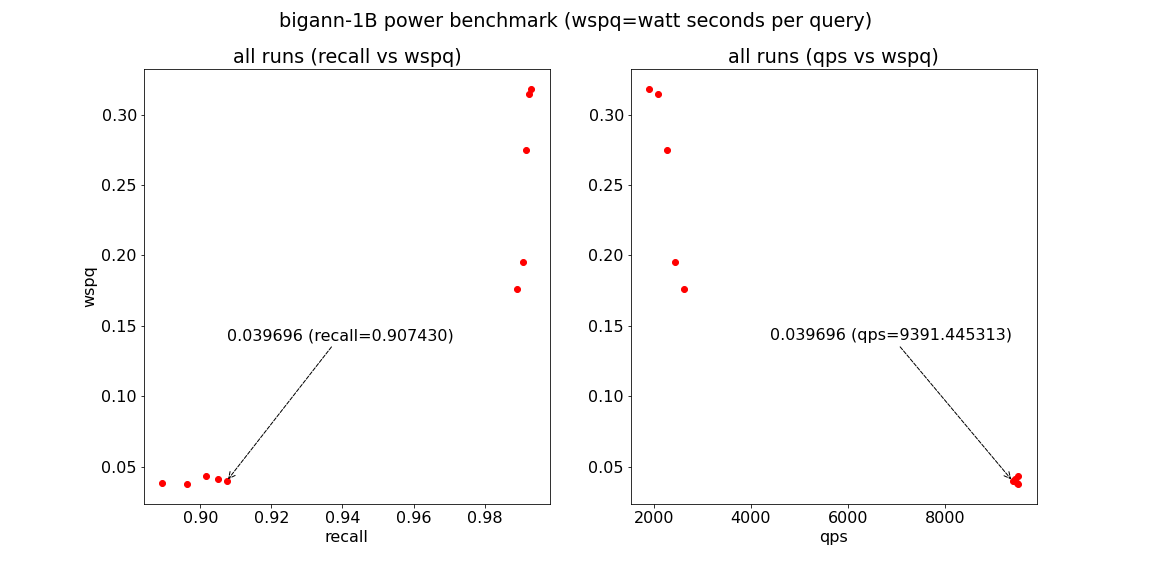 bigann-1B power benchmark (wspq=watt seconds per query)
all runs (recall vs wspq)
0.30
0.25
0.20
0.15
0.10
0.05
wspq
0.039696 (recall=0.907430)
0.90 0.92 0.94 0.96 0.98
recall
all runs (qps vs wspq)
0.30
0.25
0.20
0.15
0.10
0.05
0.039696 (qps=9391.445313)
2000 4000 6000 8000
qps